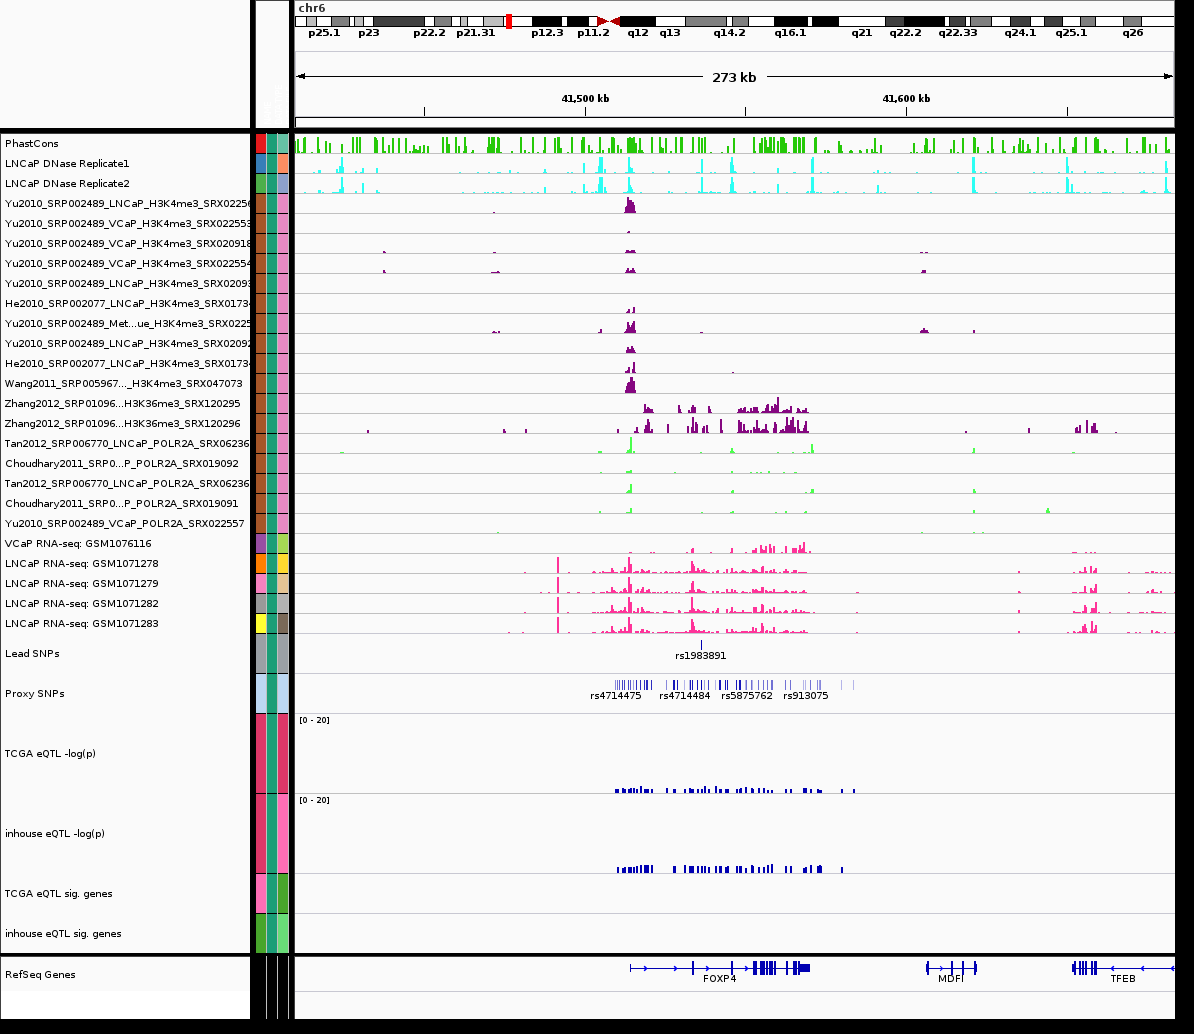 chr6
p25.1 p23 p22.2 p21.31 p12.3 p11.2 q12 q13 q14.2 q16.1 q21 q22.2 q22.33 q24.1 q25.1 q26
273 kb
41,500 kb 41,600 kb
PhastCons
LNCaP DNase Replicate1
LNCaP DNase Replicate2
Yu2010_SRP002489_LNCaP_H3K4me3_SRX02250
Yu2010_SRP002489_VCaP_H3K4me3_SRX022553
Yu2010_SRP002489_VCaP_H3K4me3_SRX020918
Yu2010_SRP002489_VCaP_H3K4me3_SRX022554
Yu2010_SRP002489_LNCaP_H3K4me3_SRX0209
He2010_SRP002077_LNCaP_H3K4me3_SRX0173
Yu2010_SRP002489_Met...ue_H3K4me3_SRX0225
Yu2010_SRP002489_LNCaP_H3K4me3_SRX02092
He2010_SRP002077_LNCaP_H3K4me3_SRX0173
Wang2011_SRP005967..._H3K4me3_SRX047073
Zhang2012_SRP01096...H3K36me3_SRX120295
Zhang2012_SRP01096...H3K36me3_SRX120296
Tan2012_SRP006770_LNCaP_POLR2A_SRX06236
Choudhary2011_SRP0...P_POLR2A_SRX019092
Tan2012_SRP006770_LNCaP_POLR2A_SRX06236
Choudhary2011_SRP0...P_POLR2A_SRX019091
Yu2010_SRP002489_VCaP_POLR2A_SRX022557
VCaP RNA-seq: GSM1076116
LNCaP RNA-seq: GSM1071278
LNCaP RNA-seq: GSM1071279
LNCaP RNA-seq: GSM1071282
LNCaP RNA-seq: GSM1071283
Lead SNPs
rs1983891
Proxy SNPs
rs4714475 rs4714484 rs5875762 rs913075
[0 - 20]
TCGA eQTL -log(p)
[0 - 20]
inhouse eQTL -log(p)
TCGA eQTL sig. genes
inhouse eQTL sig. genes
RefSeq Genes
FOXP4 MDFI TFEB